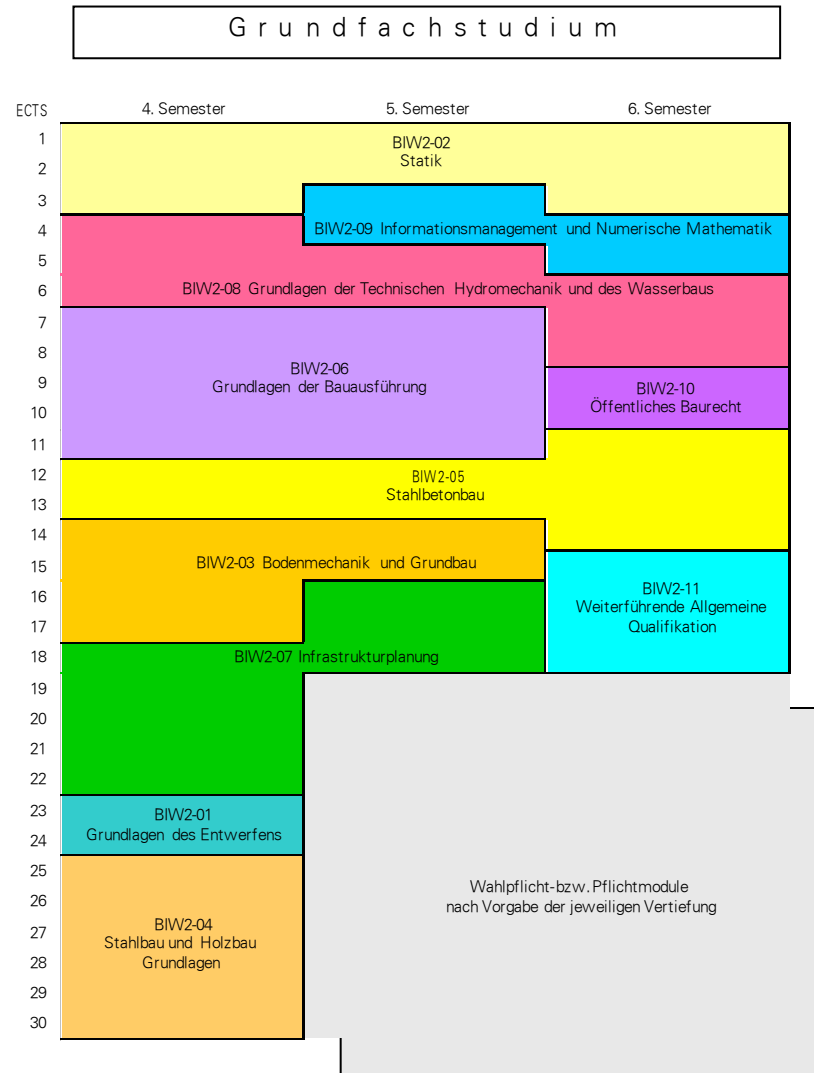 Grundfachstudium
ECTS 4. Semester 5. Semester 6. Semester
1
2
3
4
5
6
7
8
9
10
11
12
13
14
15
16
17
18
19
20
21
22
23
24
25
26
27
28
29
30
BIW2-02
Statik
BIW2-09 Informationsmanagement und Numerische Mathematik
BIW2-08 Grundlagen der Technischen Hydromechanik und des Wasserbaus
BIW2-06
Grundlagen der Bauausführung
BIW2-10
Öffentliches Baurecht
BIW2-05
Stahlbetonbau
BIW2-03 Bodenmechanik und Grundbau
BIW2-11
Weiterführende Allgemeine
Qualifikation
BIW2-07 Infrastrukturplanung
BIW2-01
Grundlagen des Entwerfens
BIW2-04
Stahlbau und Holzbau
Grundlagen
Wahlpflicht-bzw. Pflichtmodule
nach Vorgabe der jeweiligen Vertiefung